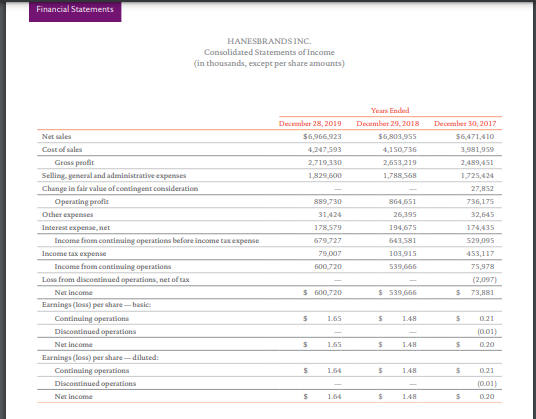 Financial Statements
HANESBRANDS INC.
Consolidated Statements of Income
(in thousands, except per share amounts)
Years Ended
December 28, 2019 December 29, 2018 December 30, 2017
Net sales $6,966,923 $6,803,955 $6,471,410
Cost of sales 4,247,593 4,150,736 3,981,959
Gross profit 2,719,330 2,653,219 2,489,451
Selling, general and administrative expenses 1,829,600 1,788,568 1,725,424
Change in fair value of contingent consideration — — 27,852
Operating profit 889,730 864,651 736,175
Other expenses 31,424 26,395 32,645
Interest expense, net 178,579 194,675 174,435
Income from continuing operations before income tax expense 679,727 643,581 529,095
Income tax expense 79,007 103,915 453,117
Income from continuing operations 600,720 539,666 75,978
Loss from discontinued operations, net of tax — — (2,097)
Net income $ 600,720 $ 539,666 $ 73,881
Earnings (loss) per share — basic:
Continuing operations $ 1.65 $ 1.48 $ 0.21
Discontinued operations — — (0.01)
Net income $ 1.65 $ 1.48 $ 0.20
Earnings (loss) per share — diluted:
Continuing operations $ 1.64 $ 1.48 $ 0.21
Discontinued operations — — (0.01)
Net income $ 1.64 $ 1.48 $ 0.20